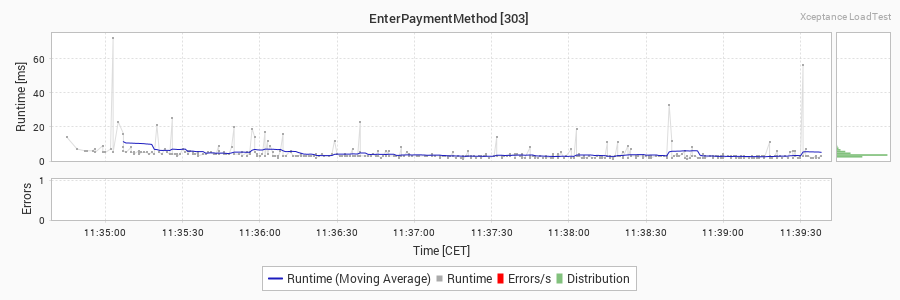 EnterPaymentMethod [303]
Xceptance LoadTest
Runtime [ms]
60
40
20
0
Errors
1
0
11:35:00 11:35:30 11:36:00 11:36:30 11:37:00 11:37:30 11:38:00 11:38:30 11:39:00 11:39:30
Time [CET]
Runtime (Moving Average) Runtime Errors/s Distribution